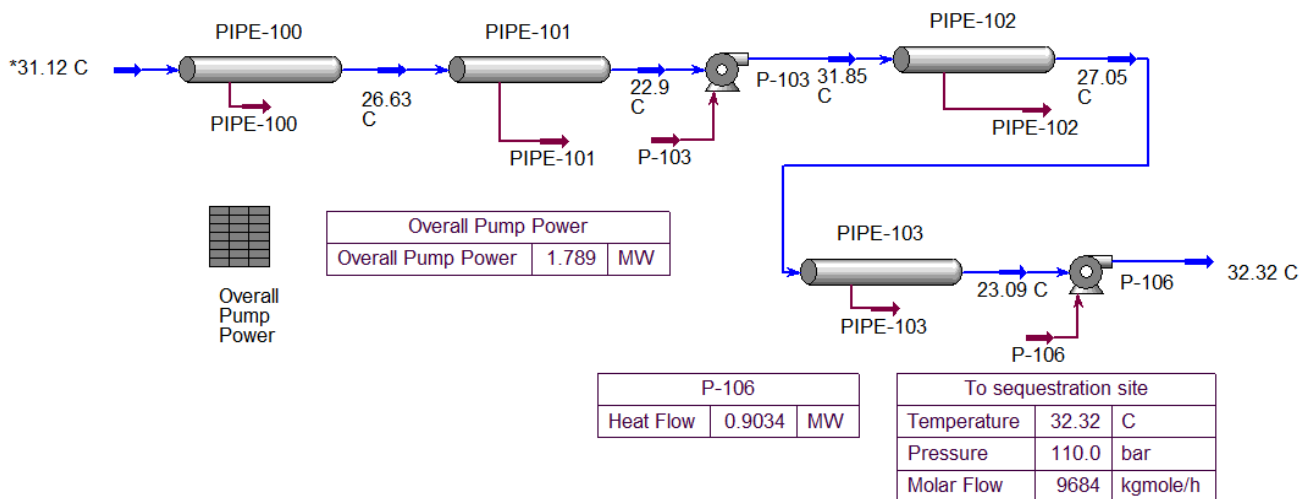 PIPE-100
PIPE-101
PIPE-102
*31.12 C
P-103
26.63
C
22.9
C
31.85
C
27.05
C
PIPE-100
PIPE-101
P-103
PIPE-102
Overall Pump Power
Overall Pump Power 1.789 MW
Overall
Pump
Power
PIPE-103
23.09 C
P-106
32.32 C
PIPE-103
P-106
P-106
Heat Flow 0.9034 MW
To sequestration site
Temperature 32.32 C
Pressure 110.0 bar
Molar Flow 9684 kgmole/h